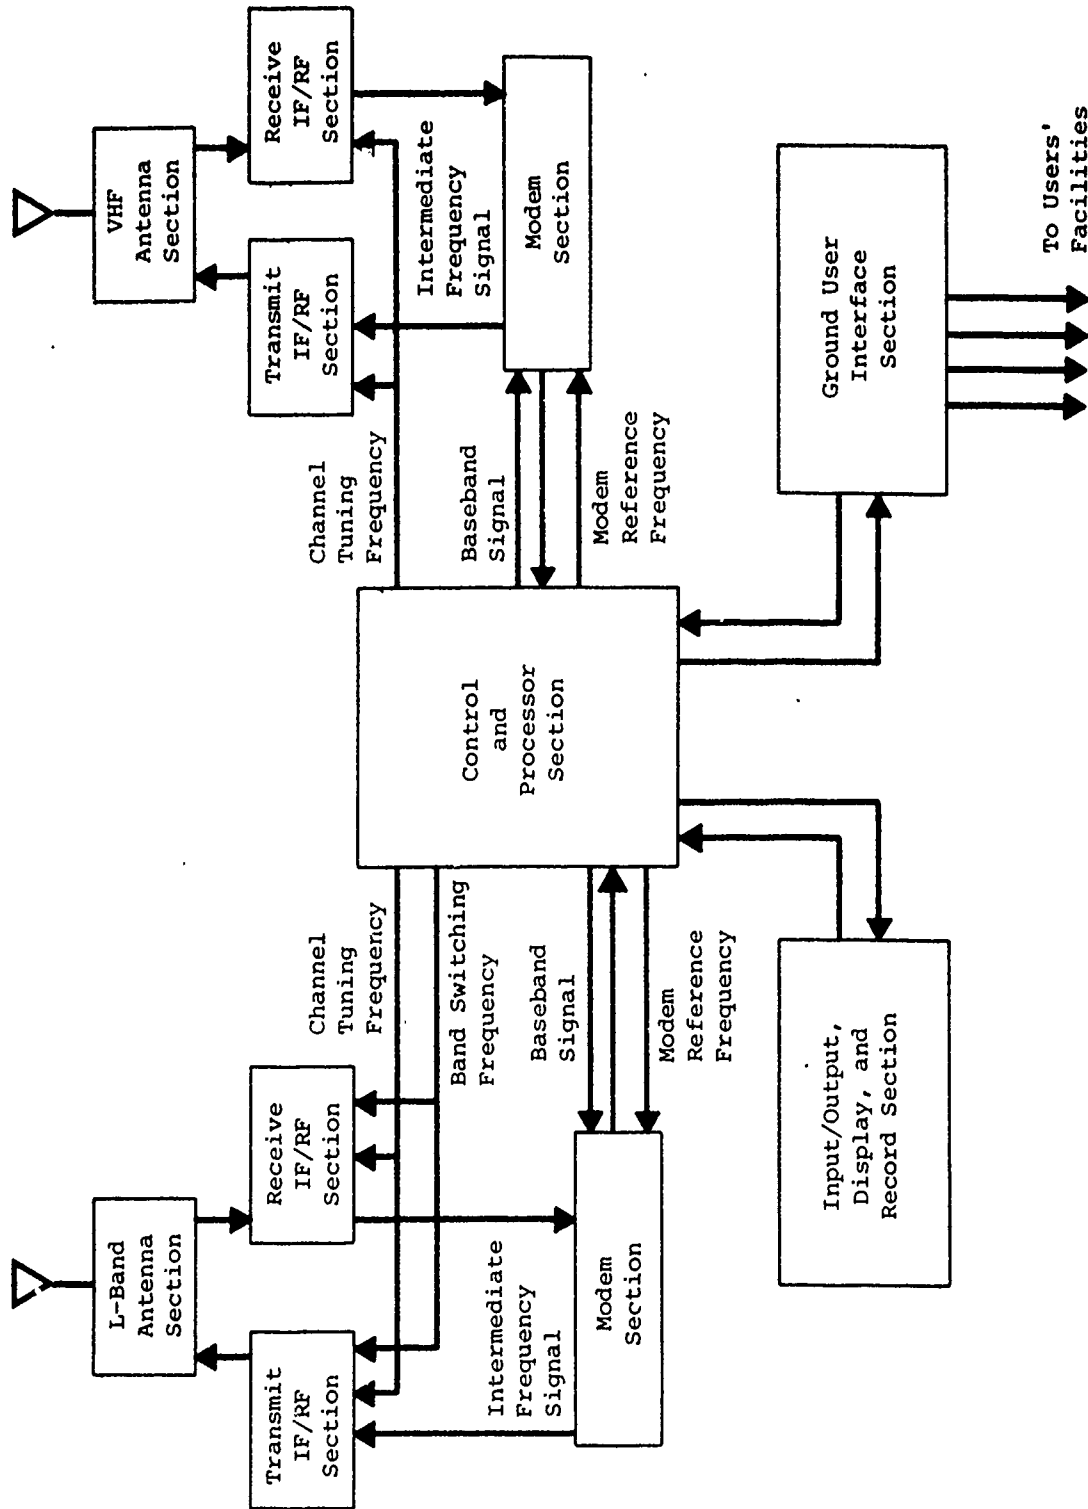 L-Band
Antenna
Section
VHF
Antenna
Section
Transmit
IF/RF
Section
Receive
IF/RF
Section
Transmit
IF/RF
Section
Receive
IF/RF
Section
Channel
Tuning
Frequency
Band Switching
Frequency
Channel
Tuning
Frequency
Intermediate
Frequency
Signal
Intermediate
Frequency
Signal
Baseband
Signal
Baseband
Signal
Modem
Section
Modem
Reference
Frequency
Control
and
Processor
Section
Modem
Reference
Frequency
Modem
Section
Input/Output,
Display, and
Record Section
Ground User
Interface
Section
To Users'
Facilities